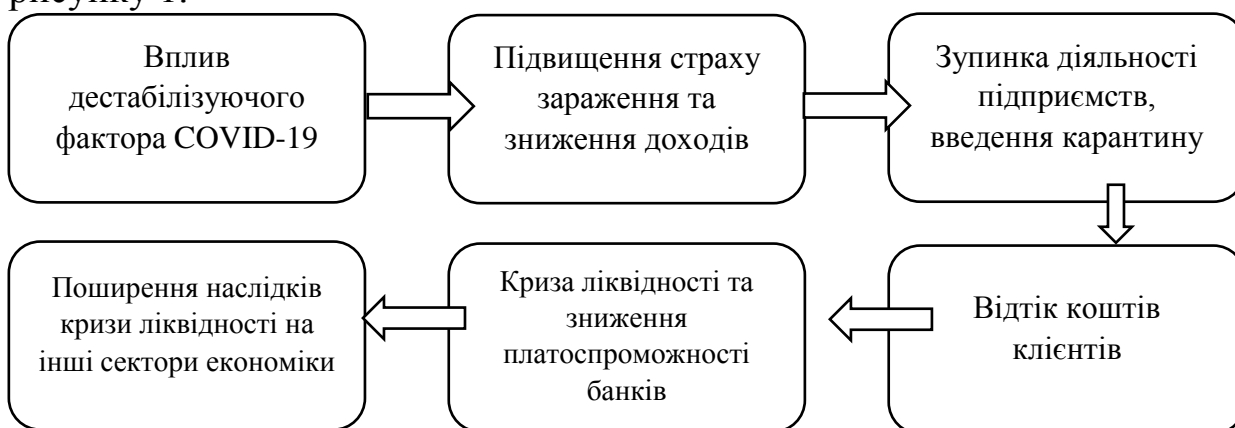 рисунку 1.
Вплив
дестабілізуючого
фактора COVID-19
Підвищення страху
зараження та
зниження доходів
Зупинка діяльності
підприємств,
введення карантину
Відтік коштів
клієнтів
Криза ліквідності та
зниження
платоспроможності
банків
Поширення наслідків
кризи ліквідності на
інші сектори економіки